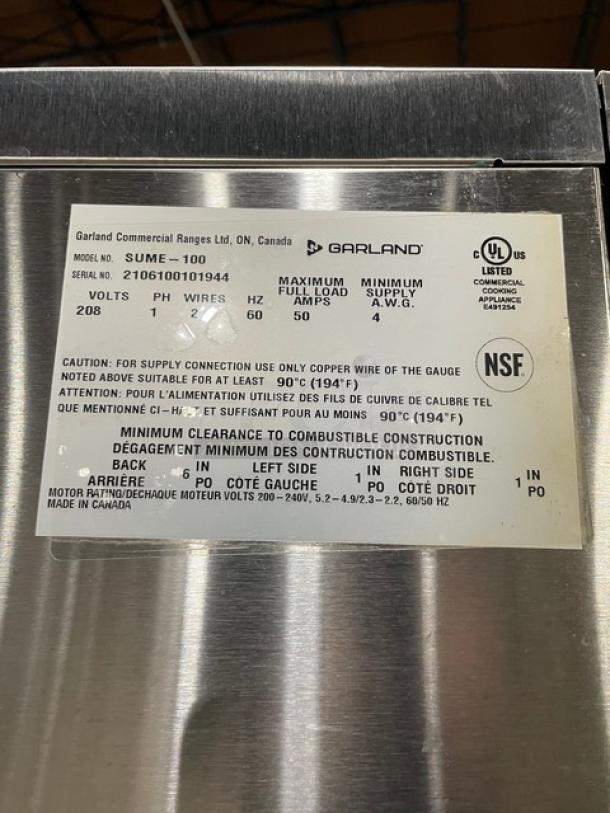 Garland Commercial Ranges Ltd, ON, Canada
GARLAND
MODEL NO. SUME-100
SERIAL NO. 2106100101944
C UL US
LISTED
COMMERCIAL
COOKING
APPLIANCE
E491254
VOLTS PH WIRES HZ MAXIMUM FULL LOAD AMPS MINIMUM SUPPLY A.W.G.
208 1 2 60 50 4
NSF
CAUTION: FOR SUPPLY CONNECTION USE ONLY COPPER WIRE OF THE GAUGE
NOTED ABOVE SUITABLE FOR AT LEAST 90°C (194°F)
ATTENTION: POUR L'ALIMENTATION UTILISEZ DES FILS DE CUIVRE DE CALIBRE TEL
QUE MENTIONNÉ CI-HAUT ET SUFFISANT POUR AU MOINS 90°C (194°F)
MINIMUM CLEARANCE TO COMBUSTIBLE CONSTRUCTION
DÉGAGEMENT MINIMUM DES CONTRUCTION COMBUSTIBLE.
BACK 6 IN LEFT SIDE 1 IN RIGHT SIDE 1 IN
ARRIÈRE PO CÔTÉ GAUCHE PO CÔTÉ DROIT PO
MOTOR RATING/DECHAQUE MOTEUR VOLTS 200-240V, 5.2-4.9/2.3-2.2, 60/50 HZ
MADE IN CANADA